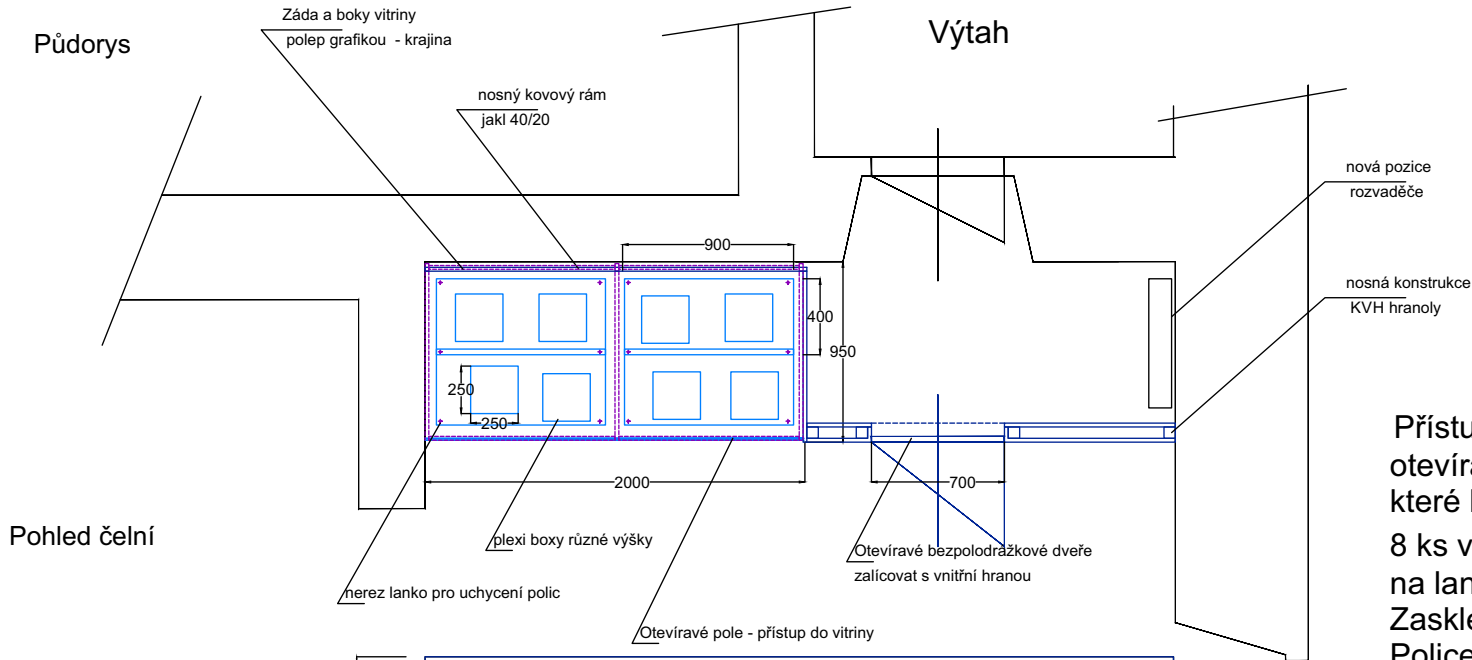 Půdorys
Záda a boky vitriny
polep grafikou - krajina
Výtah
nosný kovový rám
jakl 40/20
nová pozice
rozvaděče
900
nosná konstrukce
KVH hranoly
400
950
250
250
2000
700
Přístu
otevíra
které
8 ks v
na lan
Zaskle
Police
Pohled čelní
plexi boxy různé výšky
Otevíravé bezpolodrážkové dveře
zalícovat s vnitřní hranou
nerez lanko pro uchycení polic
Otevíravé pole - přístup do vitriny